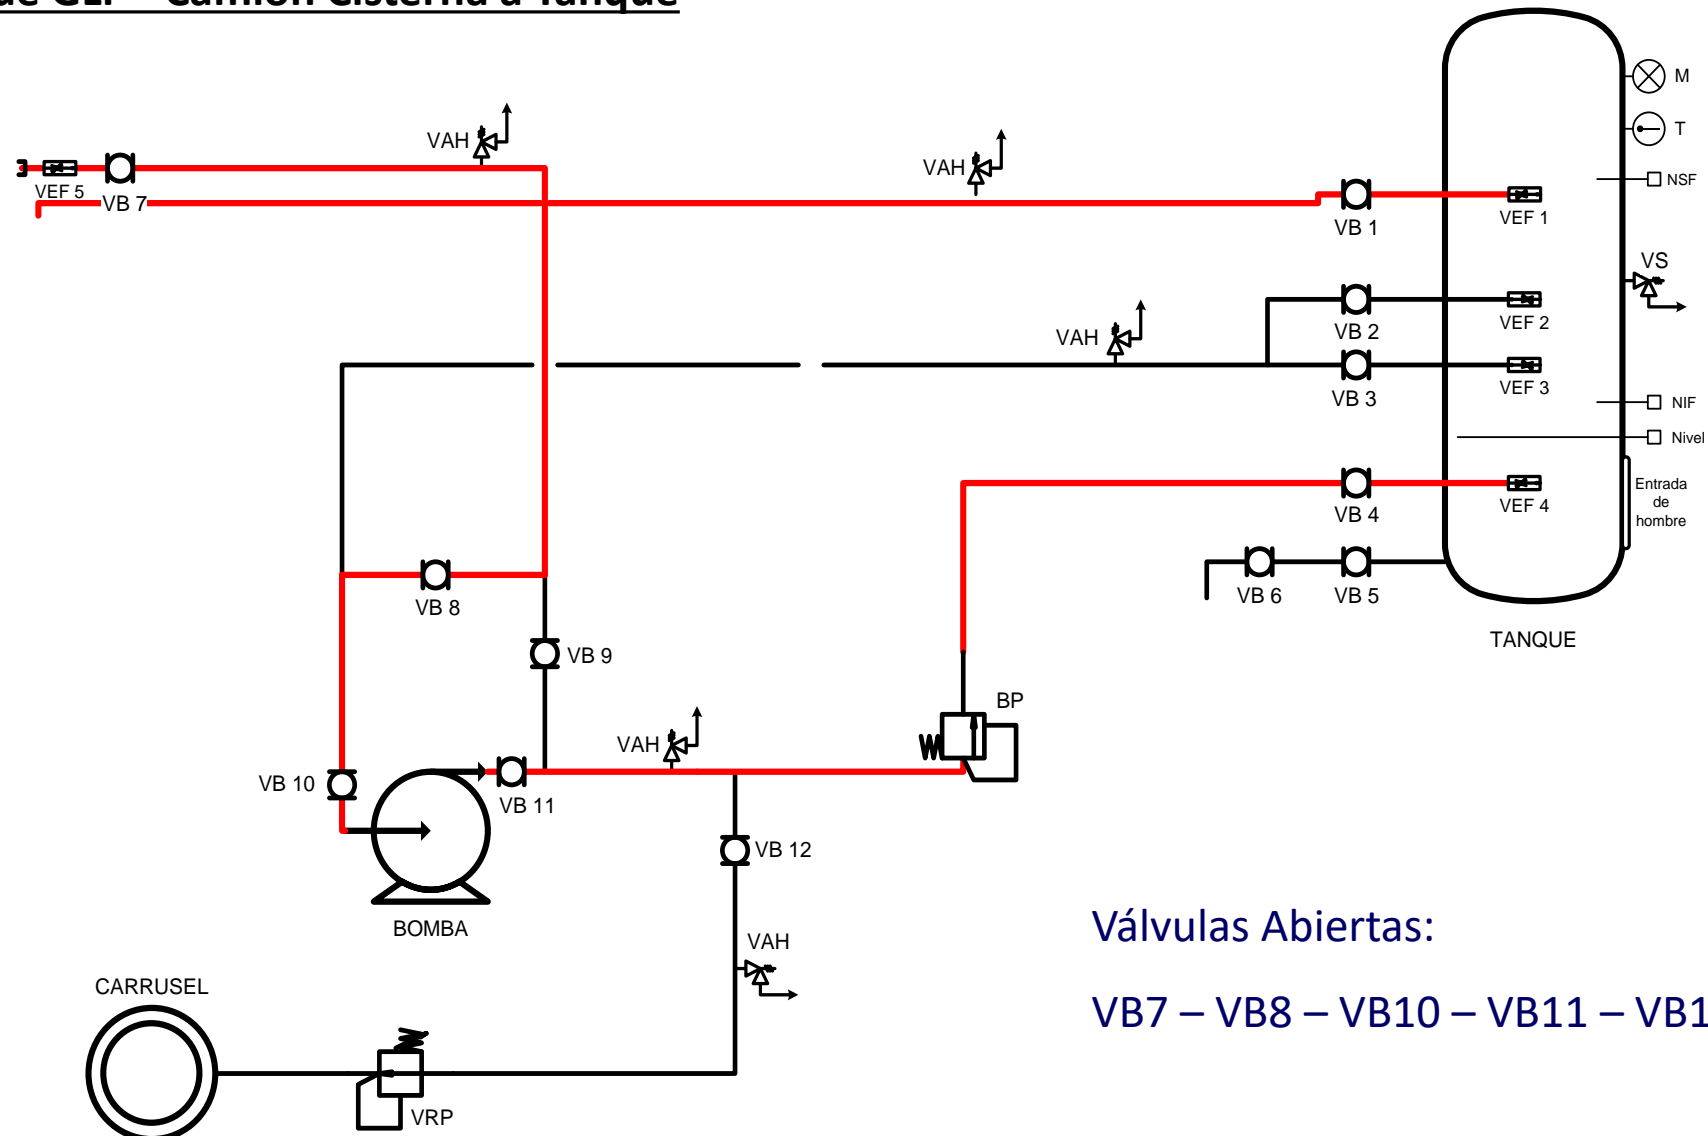 Camión Cisterna a Tanque
M
VAH
T
VAH
NSF
VEF 5
VB 7
VB 1
VEF 1
VS
VB 2
VEF 2
VAH
VB 3
VEF 3
NIF
Nivel
VB 4
VEF 4
Entrada
de
hombre
VB 6
VB 5
VB 8
TANQUE
VB 9
BP
VAH
VB 10
VB 11
VB 12
BOMBA
Válvulas Abiertas:
VAH
CARRUSEL
VB7 – VB8 – VB10 – VB11 –
VRP